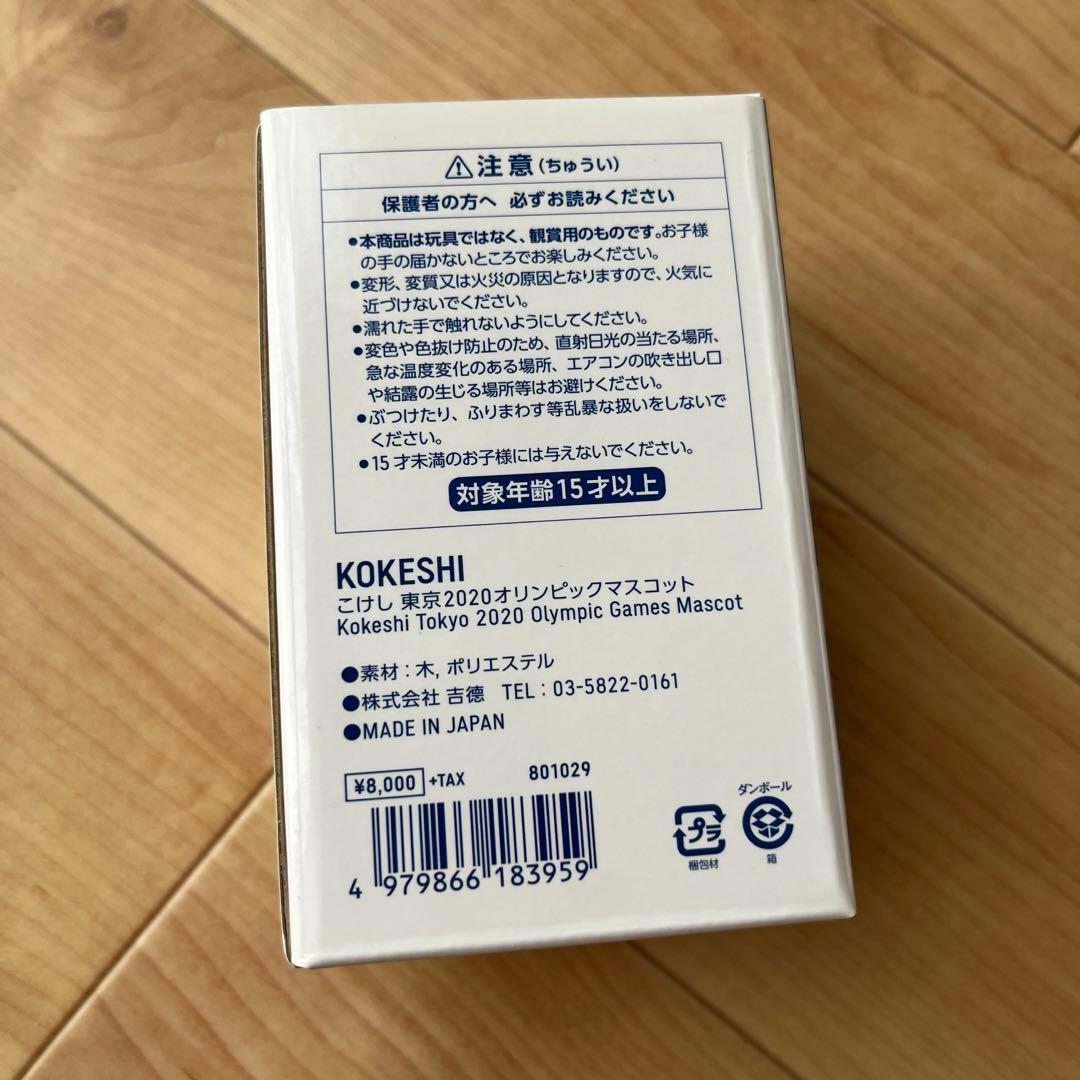 ⚠注意(ちゅうい)
保護者の方へ 必ずお読みください
●本商品は玩具ではなく、観賞用のものです。お子様
の手の届かないところでお楽しみください。
●変形、変質又は火災の原因となりますので、火気に
近づけないでください。
●濡れた手で触れないようにしてください。
●変色や色抜け防止のため、直射日光の当たる場所、
急な温度変化のある場所、エアコンの吹き出し口
や結露の生じる場所等はお避けください。
●ぶつけたり、ふりまわす等乱暴な扱いをしないで
ください。
●15才未満のお子様には与えないでください。
対象年齢15才以上
KOKESHI
こけし 東京2020オリンピックマスコット
Kokeshi Tokyo 2020 Olympic Games Mascot
●素材:木, ポリエステル
●株式会社 吉德 TEL:03-5822-0161
●MADE IN JAPAN
¥8,000 +TAX 801029
4 979866 183959
プラ
梱包材
ダンボール
箱